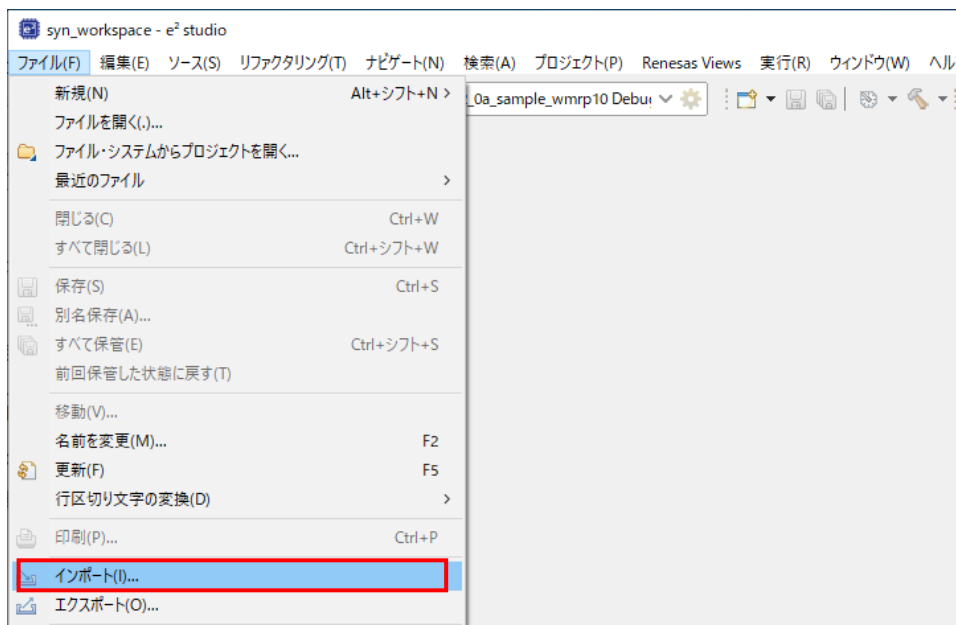 syn_workspace - e² studio
ファイル(F) 編集(E) ソース(S) リファクタリング(T) ナビゲート(N) 検索(A) プロジェクト(P) Renesas Views 実行(R) ウィンドウ(W) ヘル
新規(N) Alt+シフト+N >
_0a_sample_wmrp10 Debu
ファイルを開く(.)...
ファイル・システムからプロジェクトを開く...
最近のファイル >
閉じる(C) Ctrl+W
すべて閉じる(L) Ctrl+シフト+W
保存(S) Ctrl+S
別名保存(A)...
すべて保管(E) Ctrl+シフト+S
前回保管した状態に戻す(T)
移動(V)...
名前を変更(M)... F2
更新(F) F5
行区切り文字の変換(D) >
印刷(P)... Ctrl+P
インポート(I)...
エクスポート(O)...